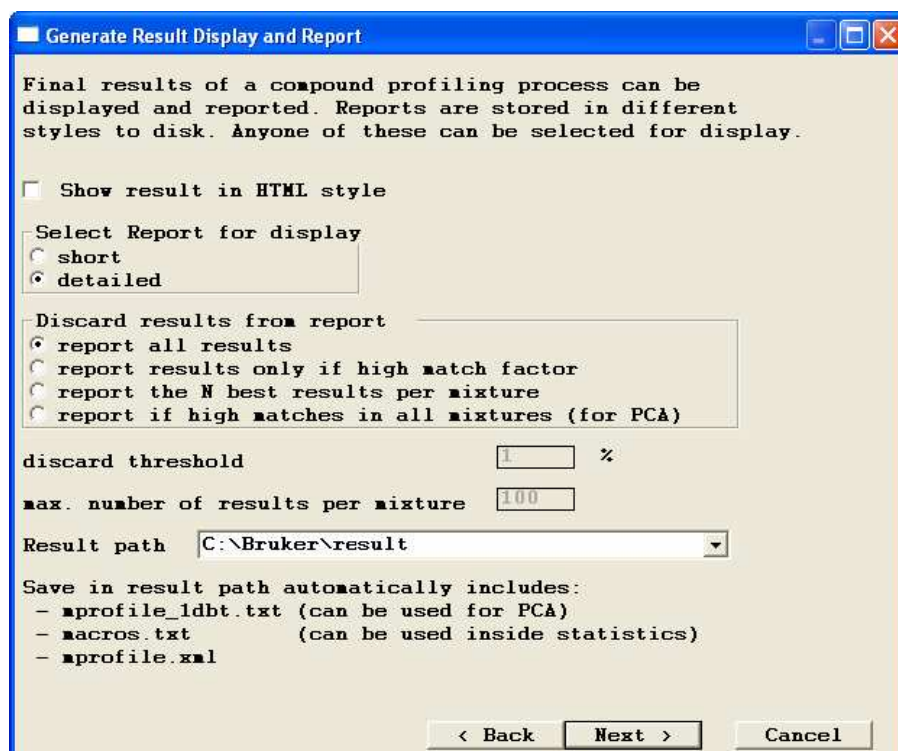 Generate Result Display and Report
Final results of a compound profiling process can be
displayed and reported. Reports are stored in different
styles to disk. Anyone of these can be selected for display.
Show result in HTML style
Select Report for display
short
detailed
Discard results from report
report all results
report results only if high match factor
report the N best results per mixture
report if high matches in all mixtures (for PCA)
discard threshold 1 %
max. number of results per mixture 100
Result path C:\Bruker\result
Save in result path automatically includes:
- mprofile_1dbt.txt (can be used for PCA)
- macros.txt (can be used inside statistics)
- mprofile.xml
< Back Next > Cancel